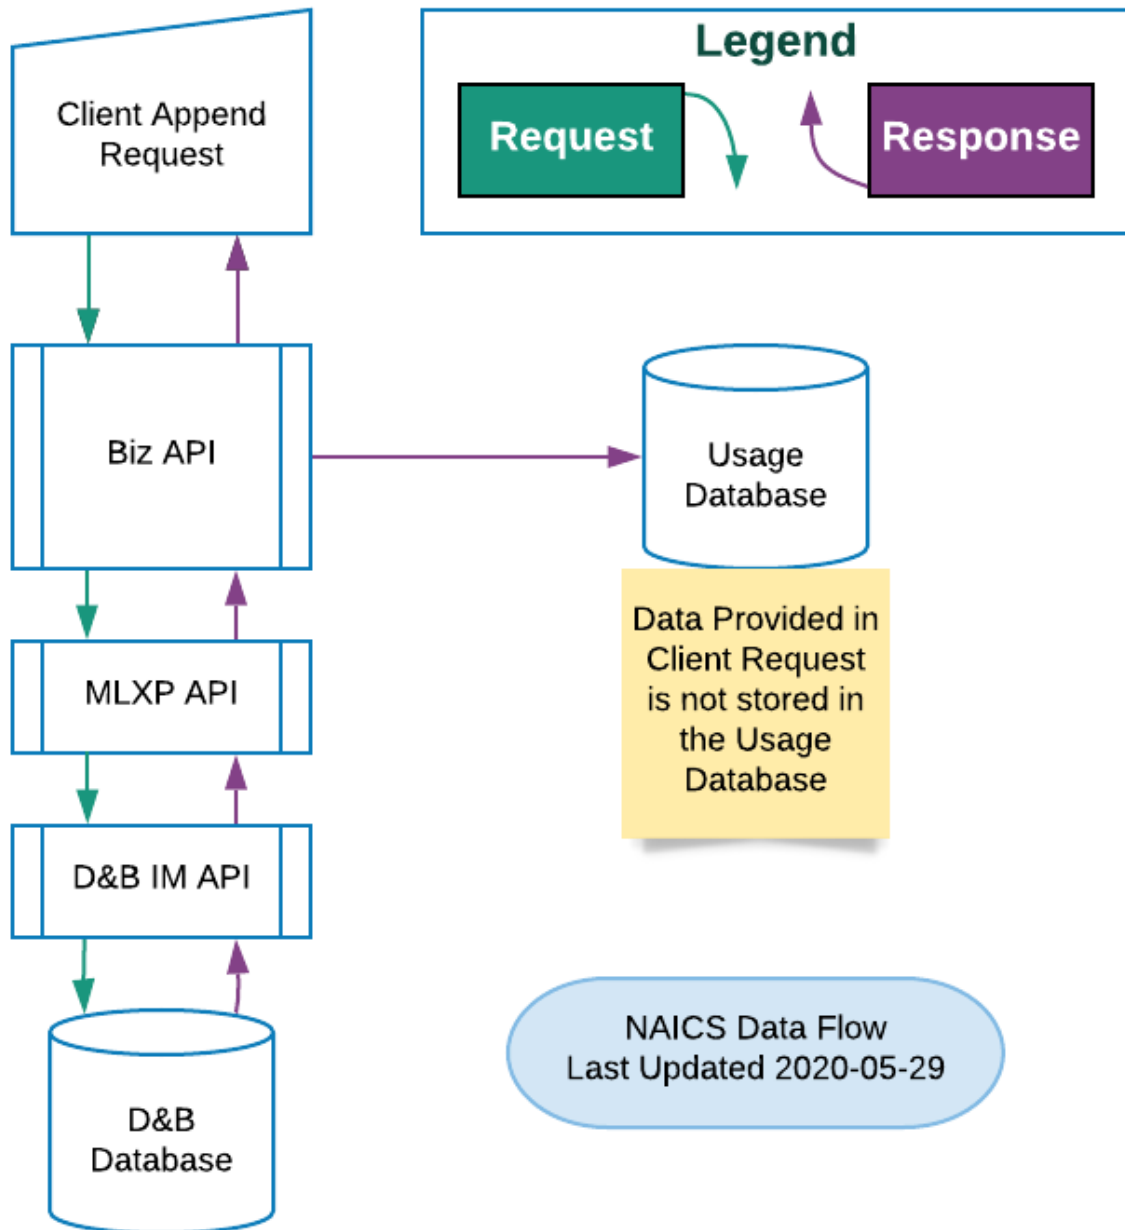 Client Append
Request
Legend
Request
Response
Biz API
Usage
Database
Data Provided in
Client Request
is not stored in
the Usage
Database
MLXP API
D&B IM API
D&B
Database
NAICS Data Flow
Last Updated 2020-05-29